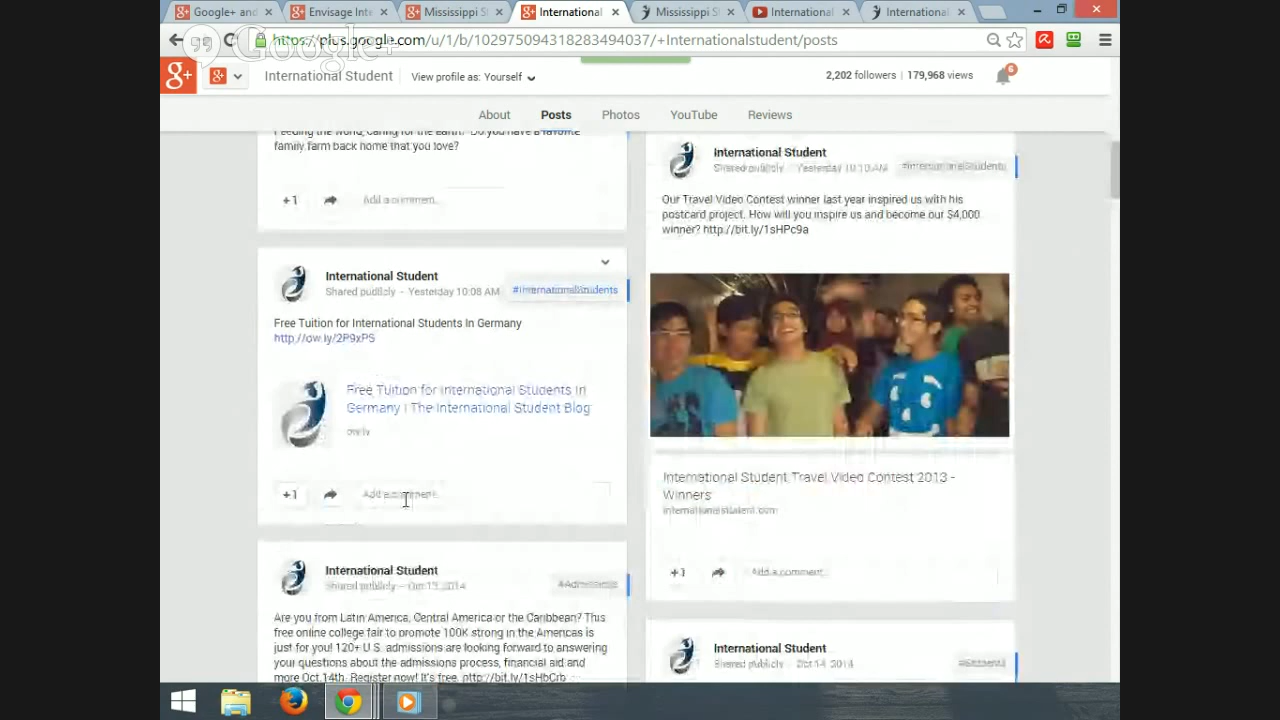 Google+ and
Envisage Inte
Mississippi S
International
Mississippi Su
International
International
https://plus.google.com/u/1/b/102975094318283494037/+Internationalstudent/posts
Google+
International Student
View profile as: Yourself
2,202 followers | 179,968 views
6
About
Posts
Photos
YouTube
Reviews
Feeding the world, caring for the earth. Do you have a favorite
family farm back home that you love?
+1
Add a comment...
International Student
Shared publicly - Yesterday 10:08 AM
#InternationalStudents
Free Tuition for International Students In Germany
http://ow.ly/2P9xPS
Free Tuition for International Students In
Germany | The International Student Blog
ow.ly
+1
Add a comment...
International Student
Shared publicly - Oct 13, 2014
#Admissions
Are you from Latin America, Central America or the Caribbean? This
free online college fair to promote 100K strong in the Americas is
just for you! 120+ U.S. admissions are looking forward to answering
your questions about the admissions process, financial aid and
more Oct 14th. Register now! It's free.
International Student
Shared publicly - Yesterday 10:10 AM
#InternationalStudents
Our Travel Video Contest winner last year inspired us with his
postcard project. How will you inspire us and become our $4,000
winner? http://bit.ly/1sHPc9a
International Student Travel Video Contest 2013 -
Winners
internationalstudent.com
+1
Add a comment...
International Student
Shared publicly - Oct 14, 2014